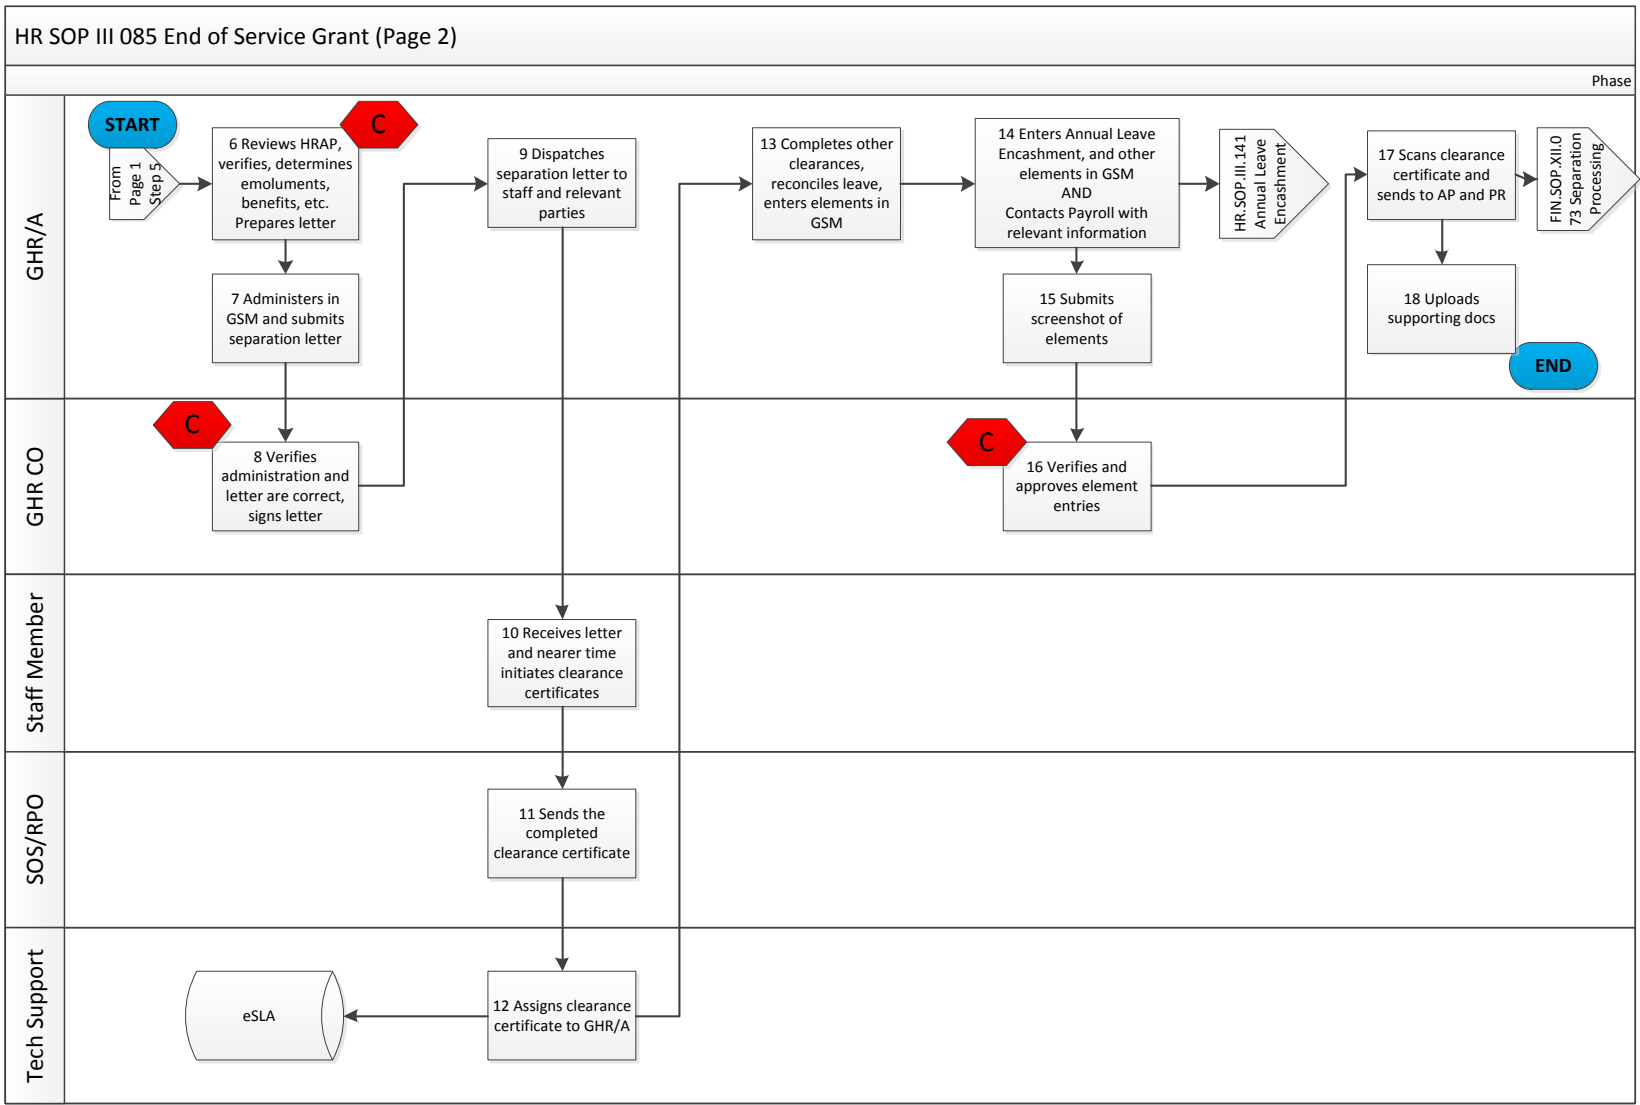 HR SOP III 085 End of Service Grant (Page 2)
Phase
GHR/A
START
From
Page 1
Step 5
6 Reviews HRAP,
verifies, determines
emoluments,
benefits, etc.
Prepares letter
C
7 Administers in
GSM and submits
separation letter
9 Dispatches
separation letter to
staff and relevant
parties
13 Completes other
clearances,
reconciles leave,
enters elements in
GSM
14 Enters Annual Leave
Encashment, and other
elements in GSM
AND
Contacts Payroll with
relevant information
HR.SOP.III.141
Annual Leave
Encashment
15 Submits
screenshot of
elements
17 Scans clearance
certificate and
sends to AP and PR
FIN.SOP.XII.0
73 Separation
Processing
18 Uploads
supporting docs
END
GHR CO
C
8 Verifies
administration and
letter are correct,
signs letter
C
16 Verifies and
approves element
entries
Staff Member
10 Receives letter
and nearer time
initiates clearance
certificates
SOS/RPO
11 Sends the
completed
clearance certificate
Tech Support
eSLA
12 Assigns clearance
certificate to GHR/A